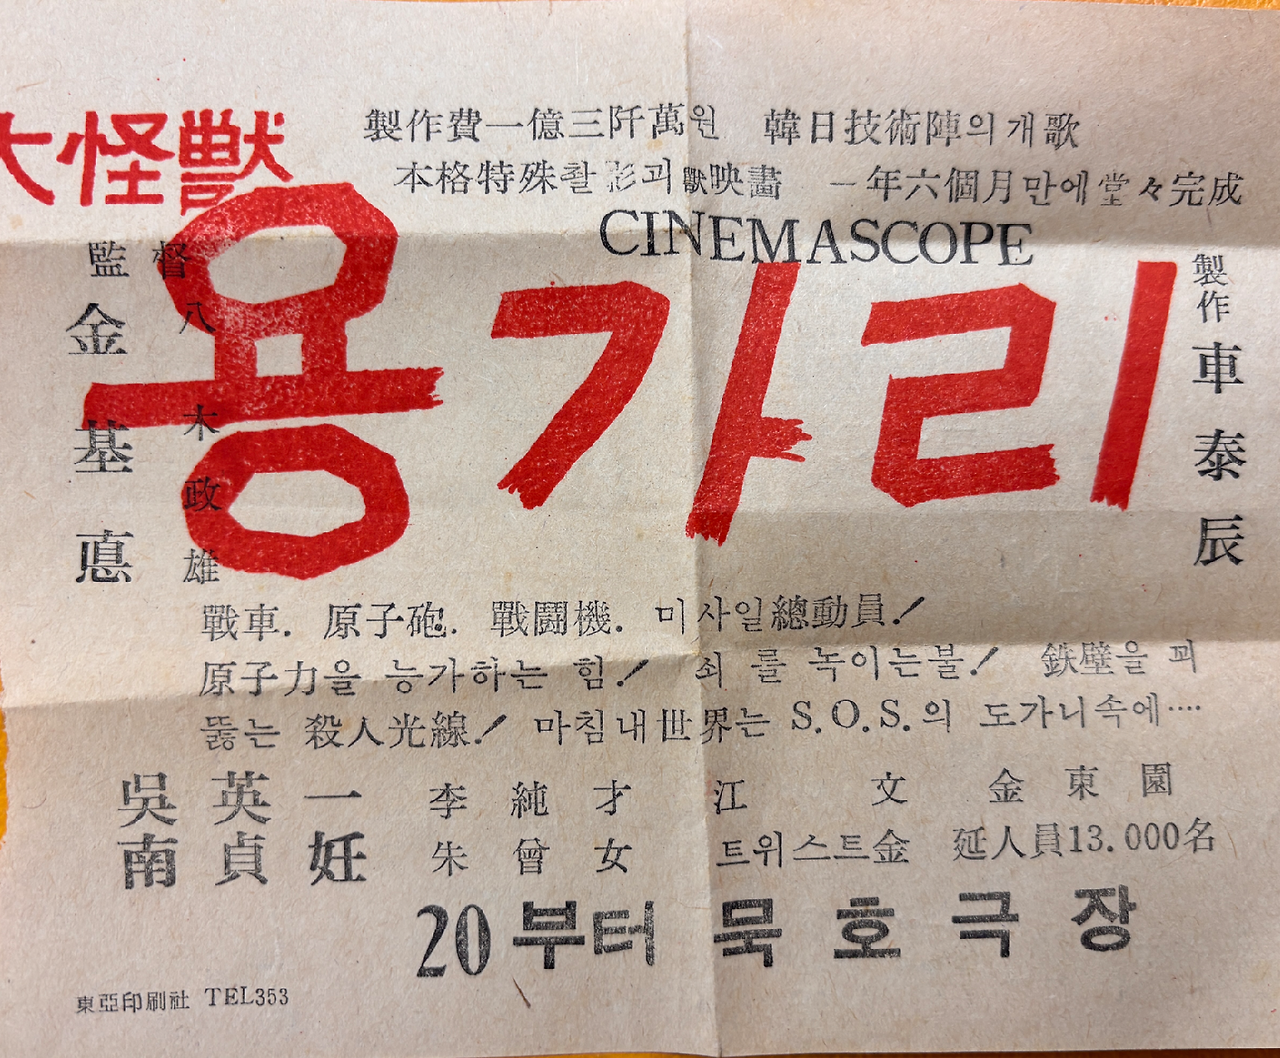 大怪獸
製作費一億三阡萬원 韓日技術陣의개歌
本格特殊촬影괴獸映畵 一年六個月만에堂々完成
CINEMASCOPE
용가리
監督
金基悳
八木政雄
製作
車泰辰
戰車. 原子砲. 戰鬪機. 미사일總動員!
原子力을 능가하는 힘! 쇠를 녹이는불! 鉄壁을 꾀
뚫는 殺人光線! 마침내世界는 S.O.S.의 도가니속에····
吳英一 李純才 江文 金東園
南貞妊 朱曾女 트위스트金 延人員13.000名
20부터 묵호극장
東亞印刷社 TEL353